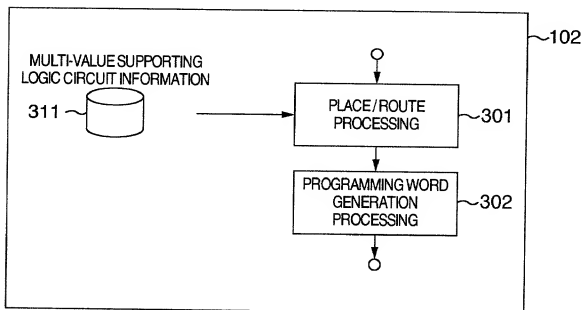 102
MULTI-VALUE SUPPORTING
LOGIC CIRCUIT INFORMATION
311
PLACE/ROUTE
PROCESSING
301
PROGRAMMING WORD
GENERATION
PROCESSING
302